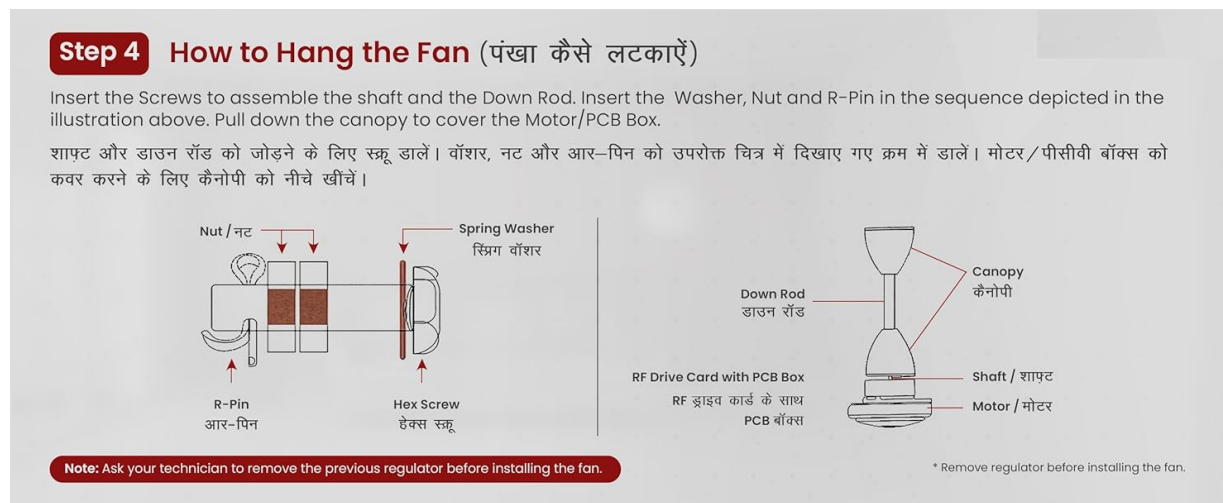 Step 4 How to Hang the Fan (पंखा कैसे लटकाऐं)
Insert the Screws to assemble the shaft and the Down Rod. Insert the Washer, Nut and R-Pin in the sequence depicted in the
illustration above. Pull down the canopy to cover the Motor/PCB Box.
शाफ़्ट और डाउन रॉड को जोड़ने के लिए स्क्रू डालें। वॉशर, नट और आर–पिन को उपरोक्त चित्र में दिखाए गए क्रम में डालें। मोटर/पीसीवी बॉक्स को
कवर करने के लिए कैनोपी को नीचे खींचें।
Nut / नट
Spring Washer
स्प्रिग वॉशर
R-Pin
आर–पिन
Hex Screw
हेक्स स्क्रू
Canopy
कैनोपी
Down Rod
डाउन रॉड
RF Drive Card with PCB Box
RF ड्राइव कार्ड के साथ
PCB बॉक्स
Shaft / शाफ़्ट
Motor / मोटर
Note: Ask your technician to remove the previous regulator before installing the fan.
* Remove regulator before installing the fan.